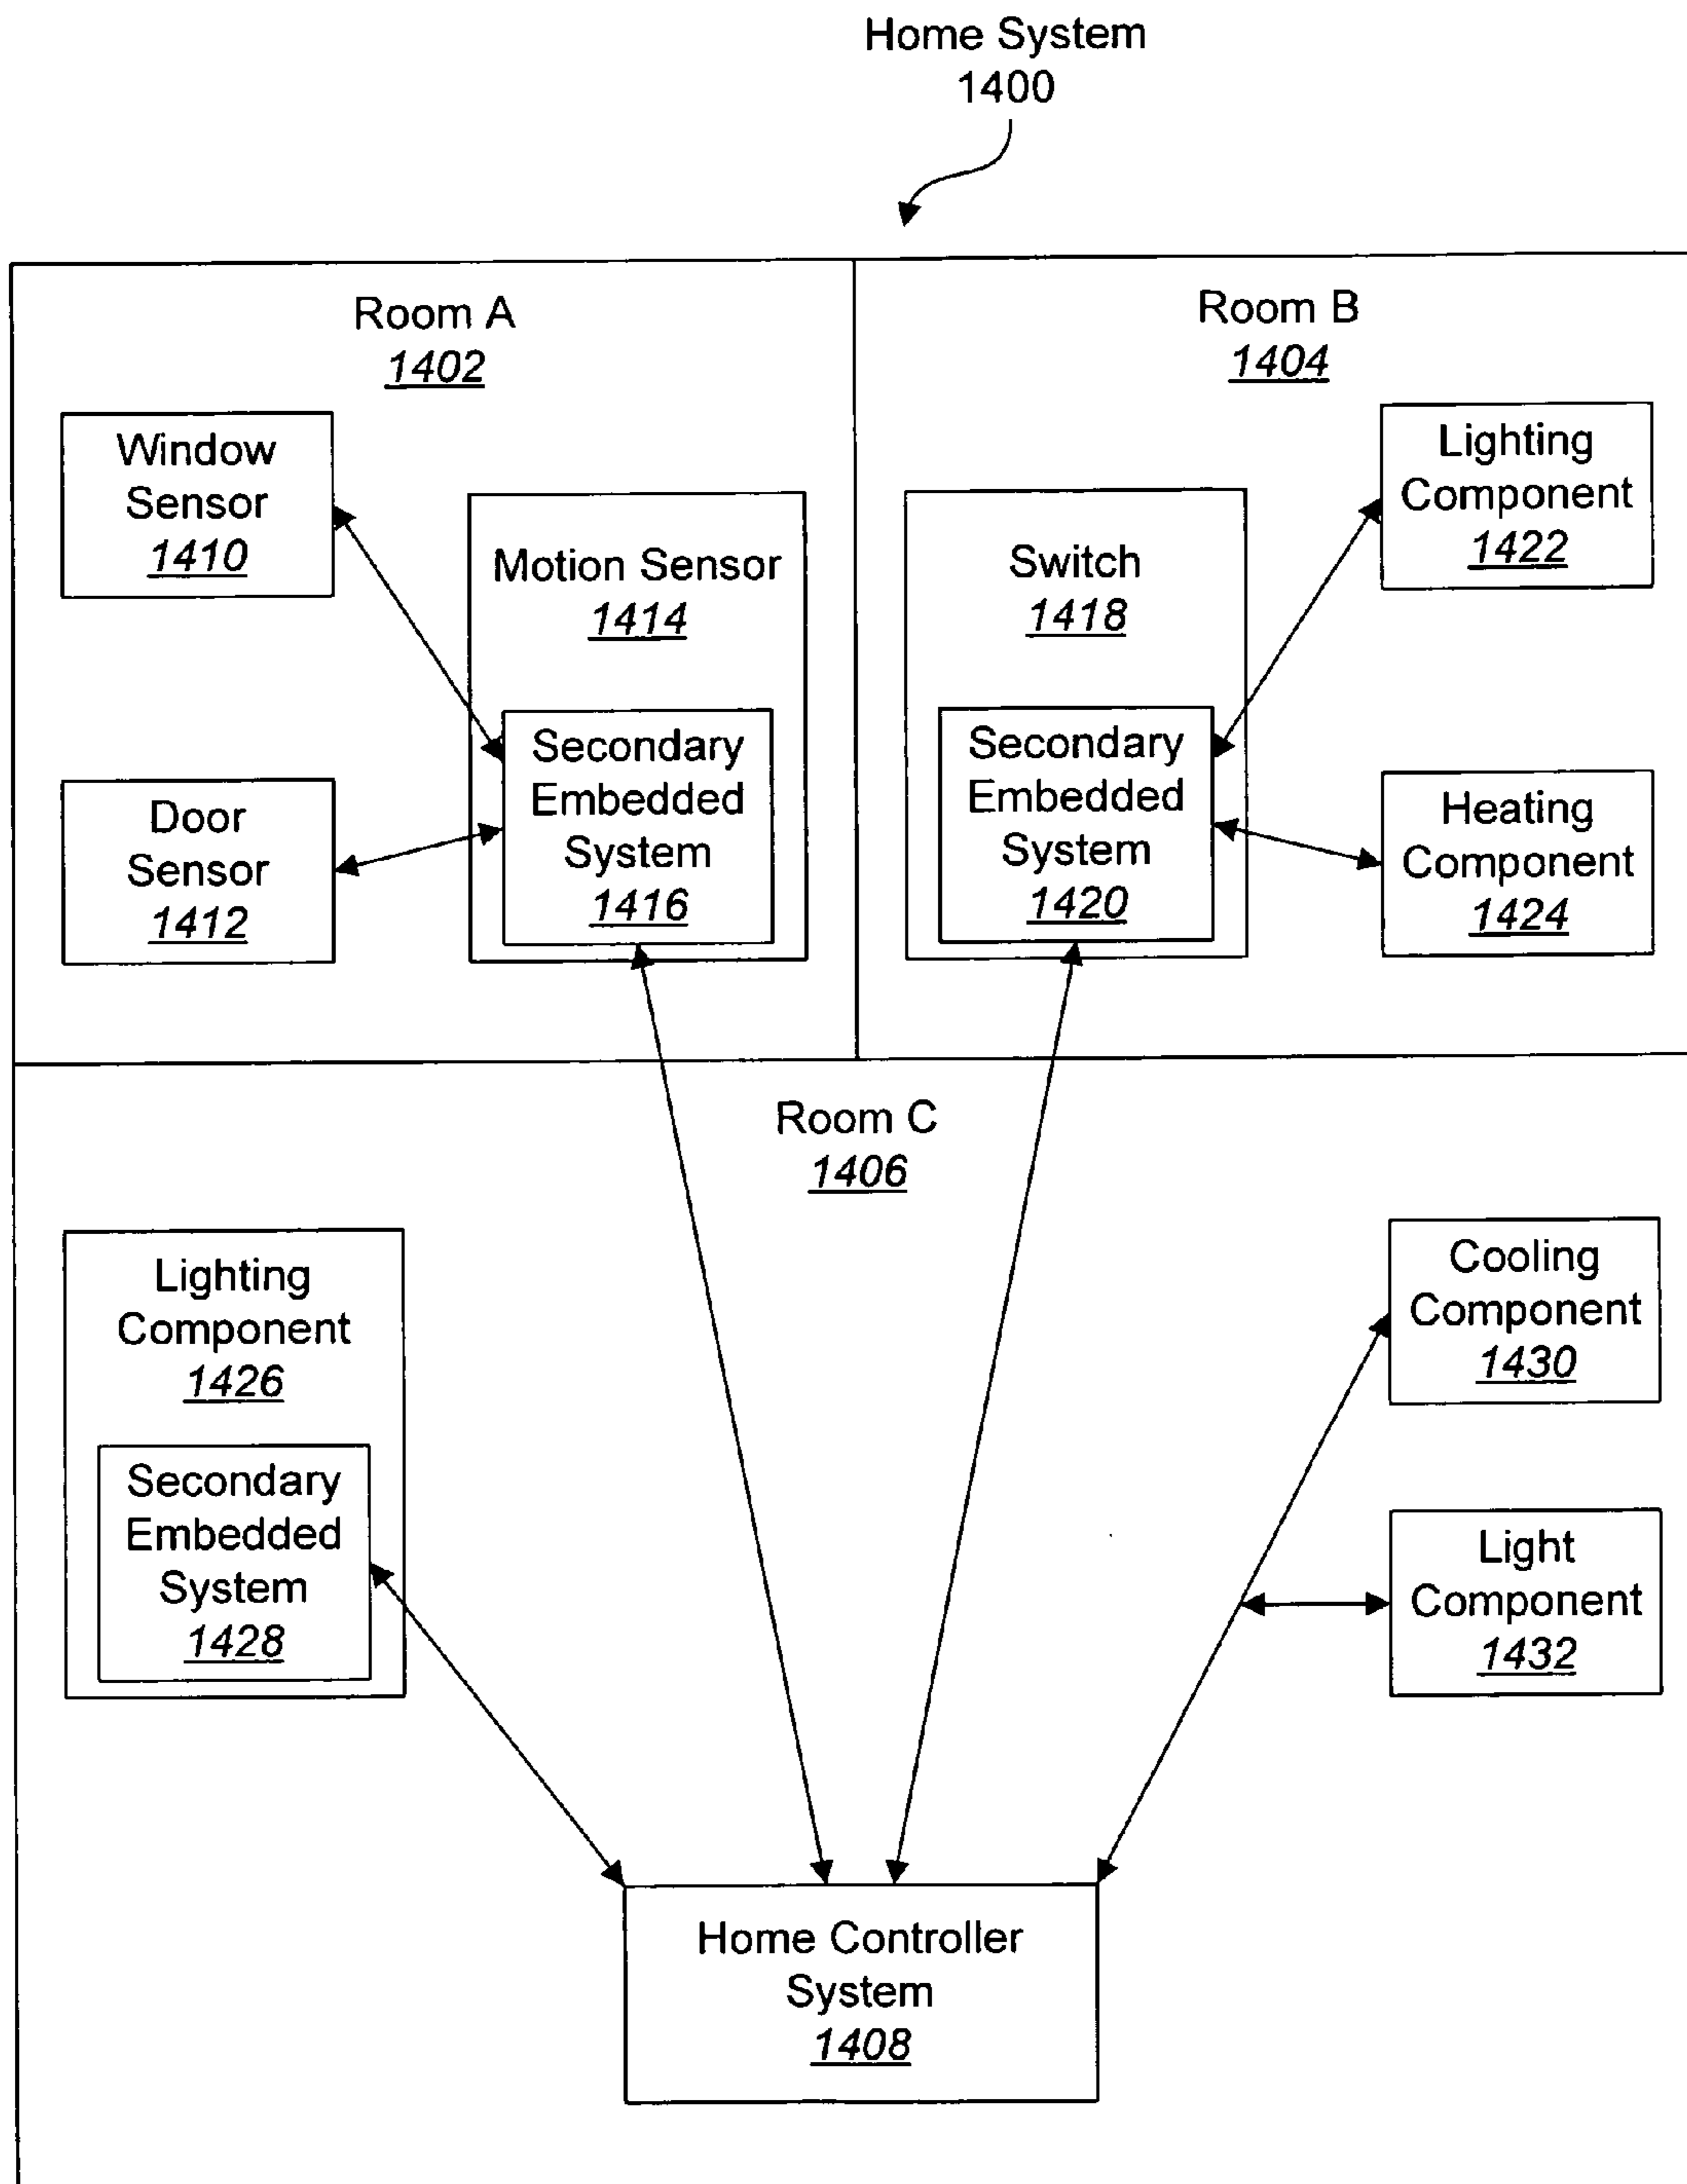 Home System
1400
Room A
1402
Window
Sensor
1410
Motion Sensor
1414
Secondary
Embedded
System
1416
Door
Sensor
1412
Room B
1404
Switch
1418
Secondary
Embedded
System
1420
Lighting
Component
1422
Heating
Component
1424
Room C
1406
Lighting
Component
1426
Secondary
Embedded
System
1428
Cooling
Component
1430
Light
Component
1432
Home Controller
System
1408